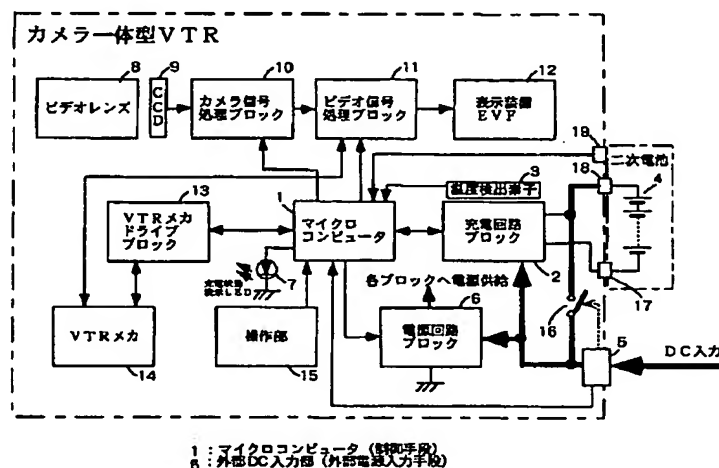 カメラ一体型VTR
8
9
10
11
12
ビデオレンズ
CCD
カメラ信号
処理ブロック
ビデオ信号
処理ブロック
表示装置
EVF
19
二次電池
18
4
13
3
温度検出素子
1
VTRメカ
ドライブ
ブロック
マイクロ
コンピュータ
充電回路
ブロック
2
17
7
充電状態
表示LED
各ブロックへ電源供給
6
16
5
VTRメカ
操作部
電源回路
ブロック
DC入力
14
15
1：マイクロコンピュータ（制御手段）
5：外部DC入力部（外部電源入力手段）